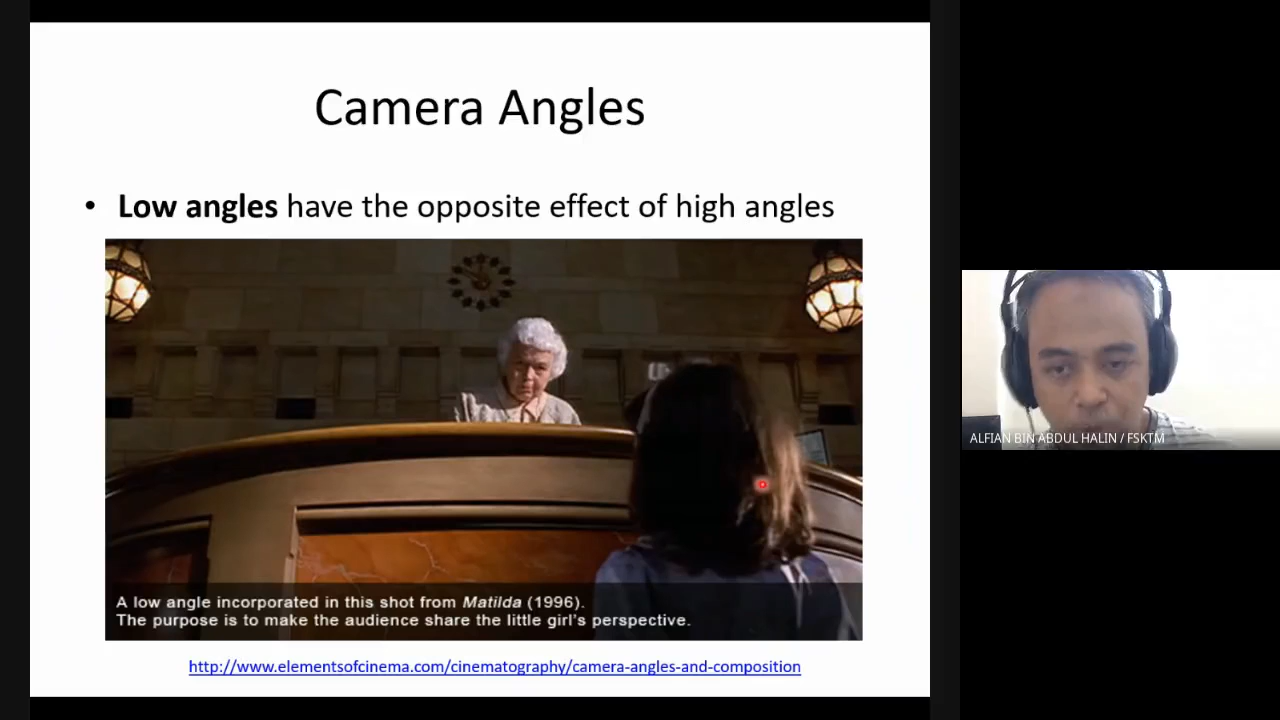 Camera Angles
• Low angles have the opposite effect of high angles
A low angle incorporated in this shot from Matilda (1996).
The purpose is to make the audience share the little girl's perspective.
http://www.elementsofcinema.com/cinematography/camera-angles-and-composition
ALFIAN BIN ABDUL HALIN / FSKTM